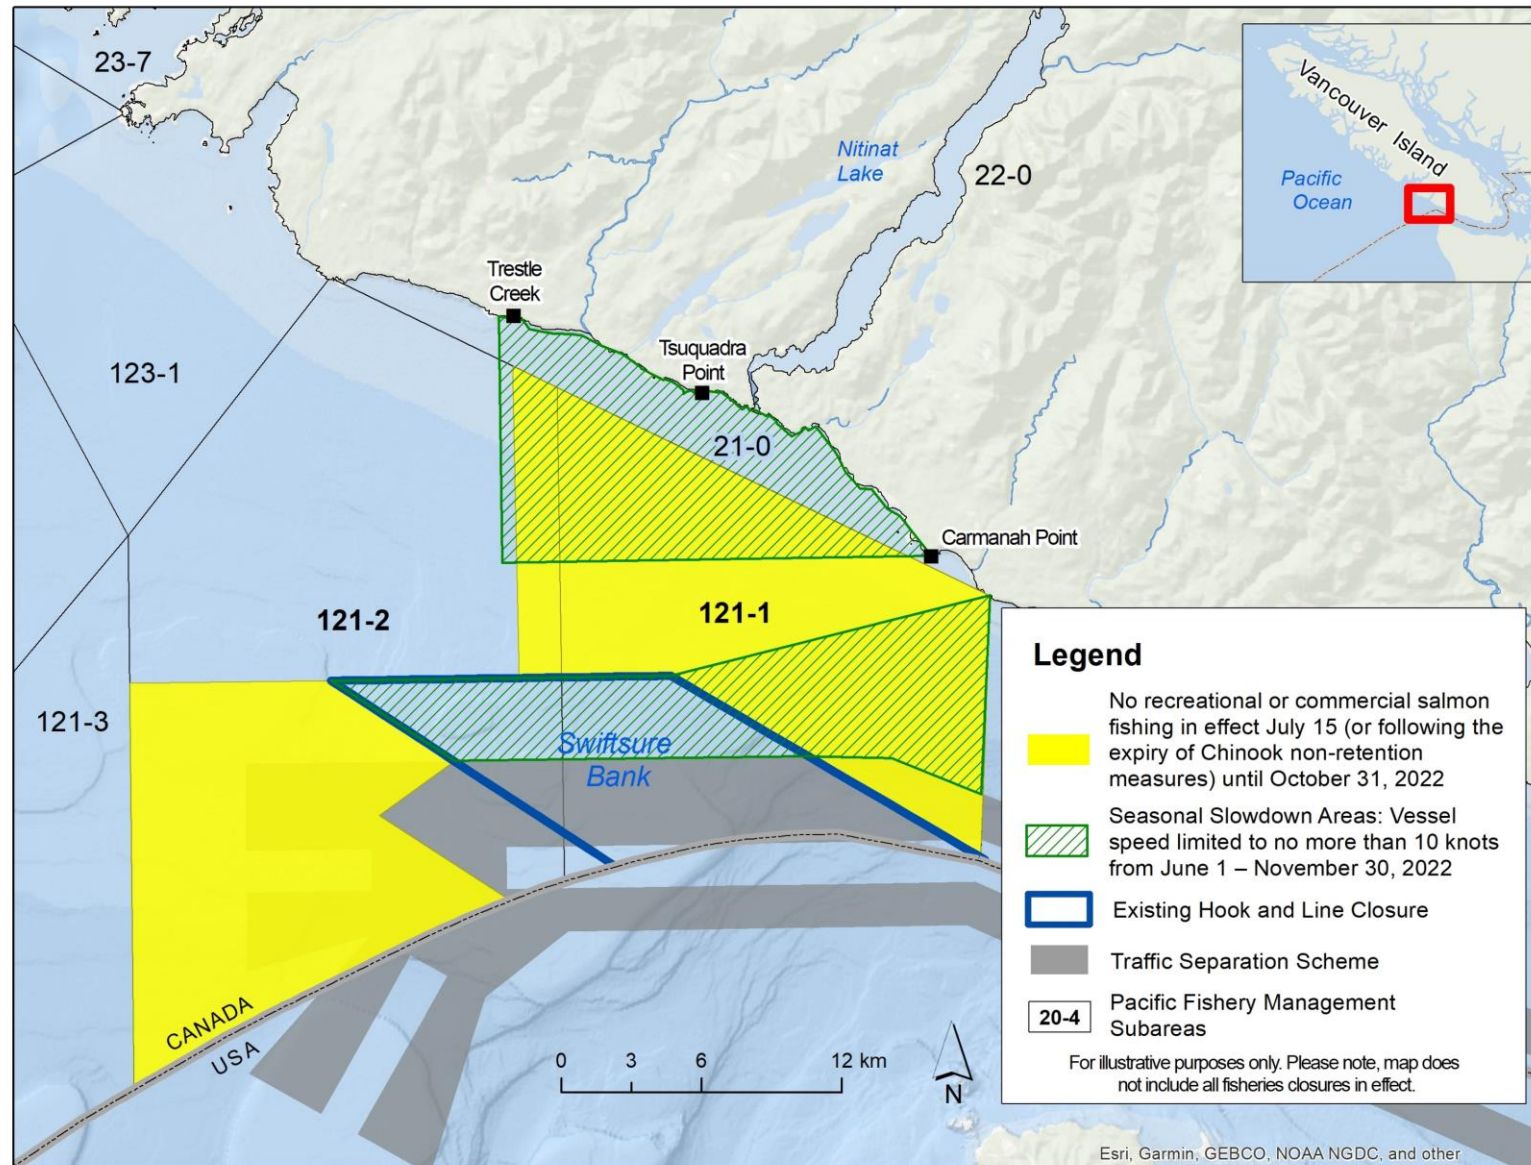 23-7
Nitinat
Lake
22-0
Vancouver Island
Pacific
Ocean
Trestle
Creek
Tsuquadra
Point
123-1
21-0
Carmanah Point
121-2
121-1
121-3
Swiftsure
Bank
CANADA
USA
0 3 6 12 km
N
Legend
No recreational or commercial salmon
fishing in effect July 15 (or following the
expiry of Chinook non-retention
measures) until October 31, 2022
Seasonal Slowdown Areas: Vessel
speed limited to no more than 10 knots
from June 1 – November 30, 2022
Existing Hook and Line Closure
Traffic Separation Scheme
20-4
Pacific Fishery Management
Subareas
For illustrative purposes only. Please note, map does
not include all fisheries closures in effect.
Esri, Garmin, GEBCO, NOAA NGDC, and other